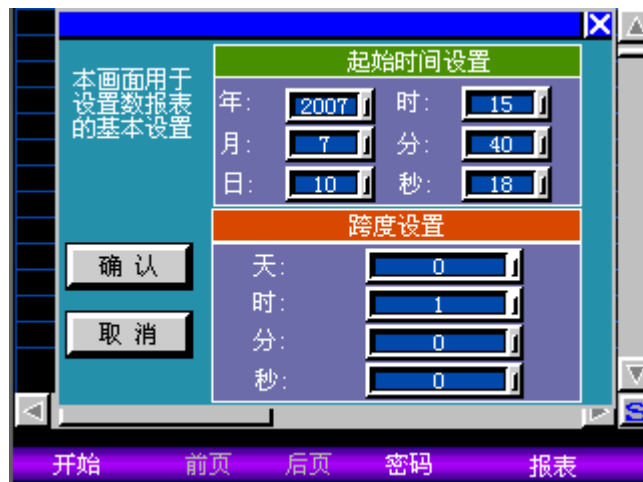 本画面用于
设置数报表
的基本设置
起始时间设置
年: 2007 时: 15
月: 7 分: 40
日: 10 秒: 18
跨度设置
天: 0
时: 1
分: 0
秒: 0
确 认
取 消
S
开始 前页 后页 密码 报表